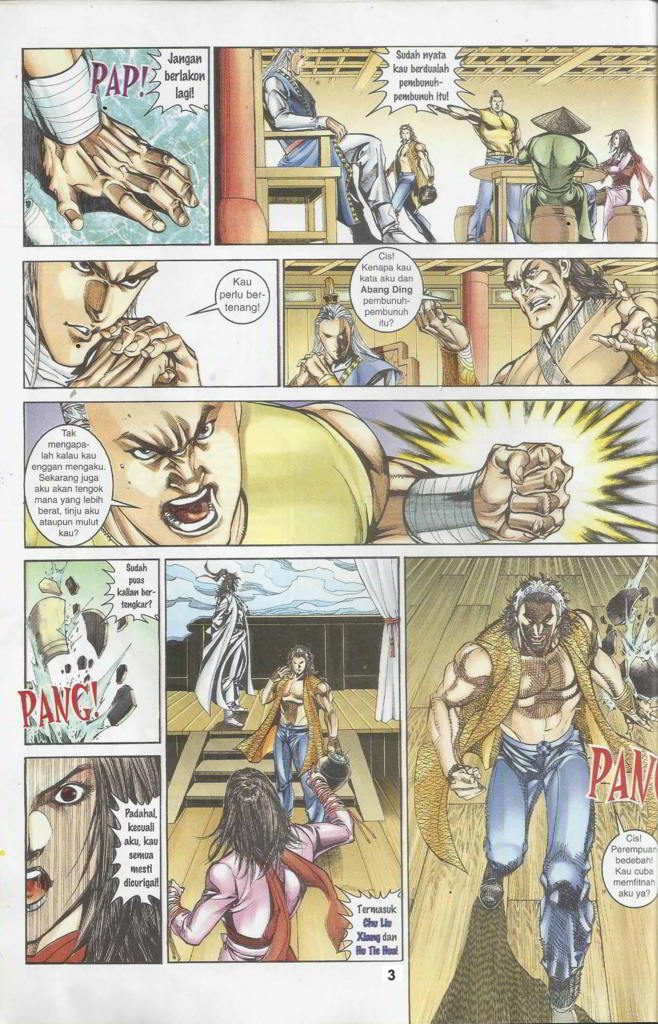 PAP!
Jangan
berlakon
lagi!
Sudah nyata
kau berdualah
pembunuh-
pembunuh itu!
Kau
perlu ber-
tenang!
Cis!
Kenapa kau
kata aku dan
Abang Ding
pembunuh-
pembunuh
itu?
Tak
mengapa-
lah kalau kau
enggan mengaku.
Sekarang juga
aku akan tengok
mana yang lebih
berat, tinju aku
ataupun mulut
kau?
Sudah
puas
kalian ber-
tengkar?
PANG!
Padahal,
kecuali
aku, kau
semua
mesti
dicurigai!
Termasuk
Chu Liu
Xiang dan
Hu Tie Hua!
PAN
Cis!
Perempuan
bedebah!
Kau cuba
memfitnah
aku ya?
3